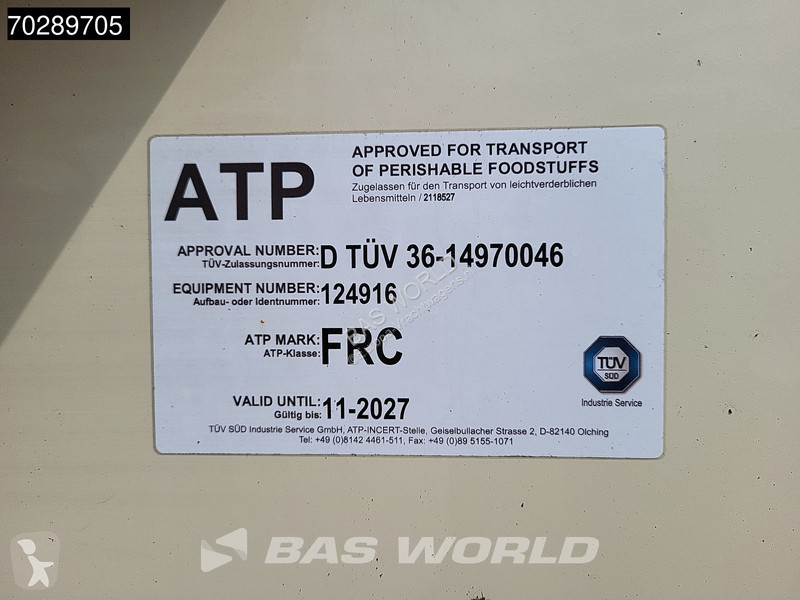 70289705
ATP
APPROVED FOR TRANSPORT
OF PERISHABLE FOODSTUFFS
Zugelassen für den Transport von leichtverderblichen
Lebensmitteln / 2118527
APPROVAL NUMBER: D TÜV 36-14970046
TÜV-Zulassungsnummer:
EQUIPMENT NUMBER: 124916
Aufbau- oder Identnummer:
ATP MARK: FRC
ATP-Klasse:
VALID UNTIL: 11-2027
Gültig bis:
TÜV
SÜD
Industrie Service
TÜV SÜD Industrie Service GmbH, ATP-INCERT-Stelle, Geiselbullacher Strasse 2, D-82140 Olching
Tel: +49 (0)8142 4461-511, Fax: +49 (0)89 5155-1071
BAS WORLD
BAS WORLD